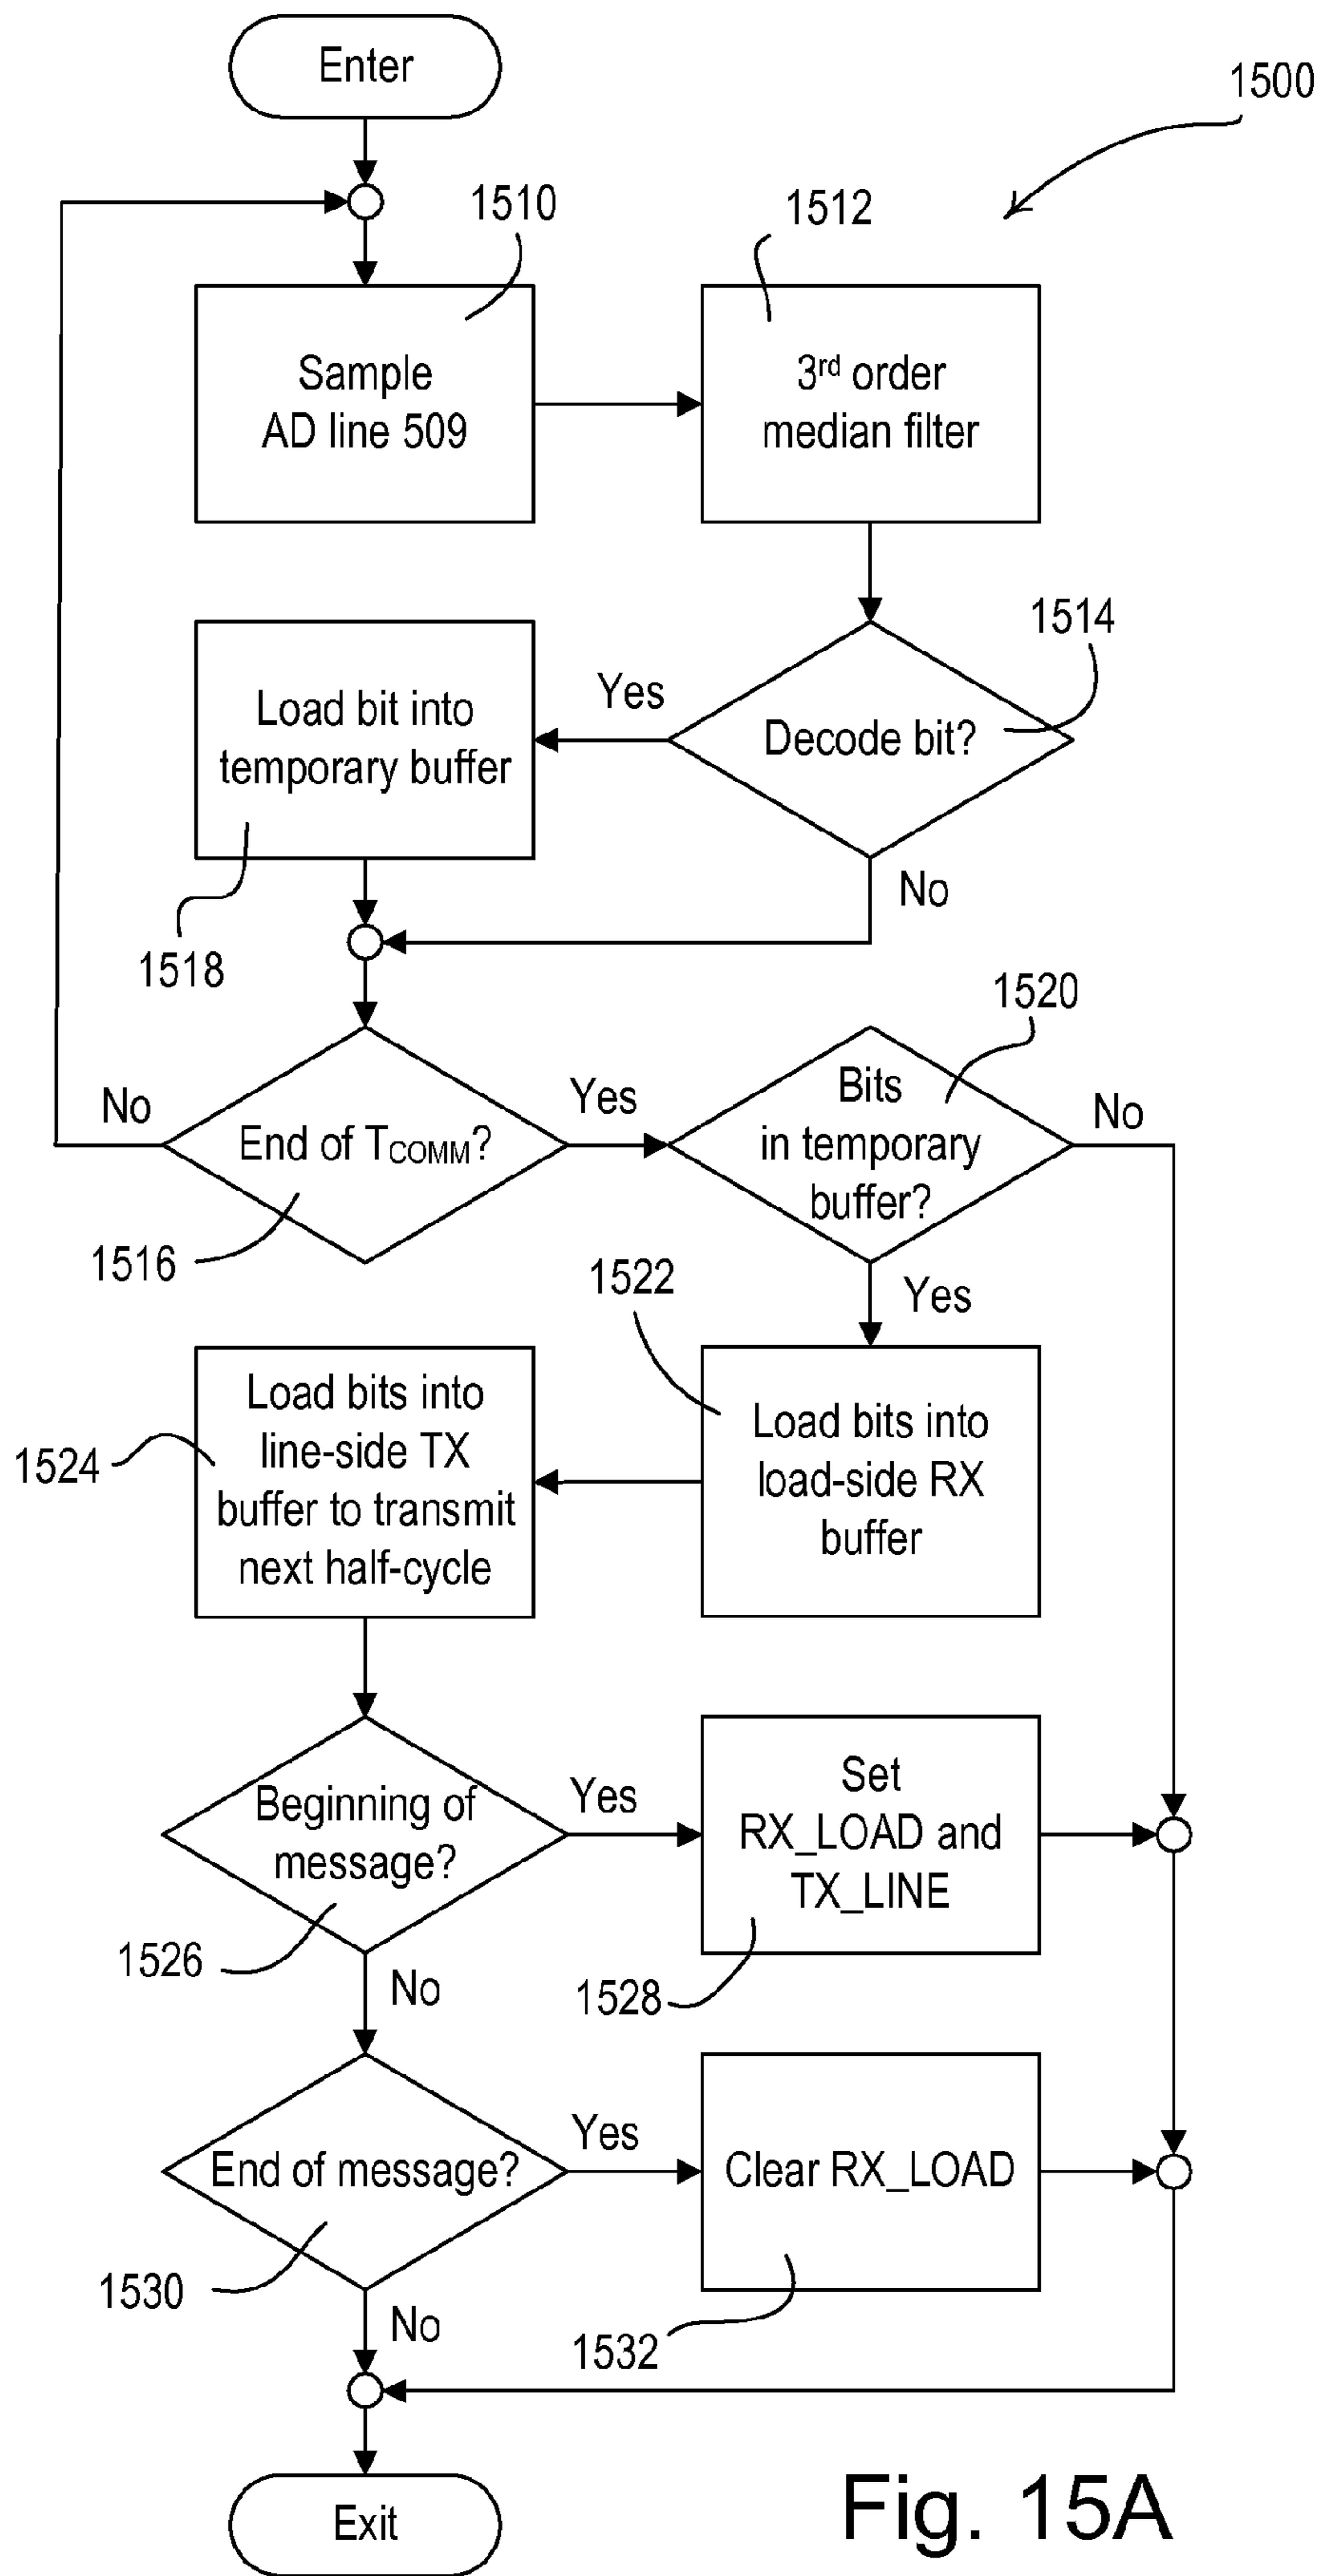 Enter
1500
1510
1512
Sample
AD line 509
3rd order
median filter
1514
Load bit into
temporary buffer
Yes
Decode bit?
No
1518
1520
No
End of TCOMM?
Yes
Bits
in temporary
buffer?
No
1516
1522
Yes
1524
Load bits into
line-side TX
buffer to transmit
next half-cycle
Load bits into
load-side RX
buffer
Beginning of
message?
Yes
Set
RX_LOAD and
TX_LINE
1526
No
1528
End of message?
Yes
Clear RX_LOAD
1530
No
1532
Exit
Fig. 15A